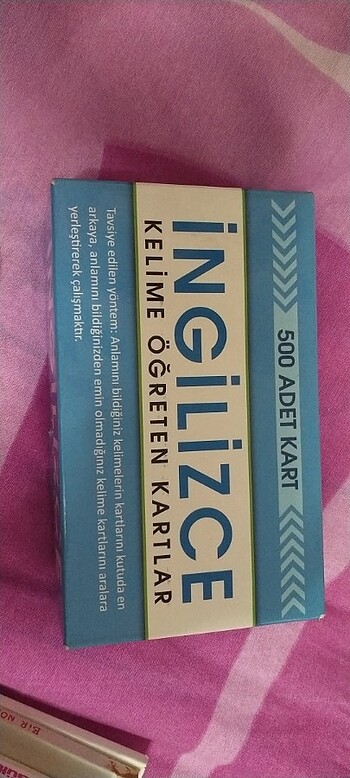 500 ADET KART
İNGİLİZCE
KELİME ÖĞRETEN KARTLAR
Tavsiye edilen yöntem: Anlamını bildiğiniz kelimelerin kartlarını kutuda en
arkaya, anlamını bildiğinizden emin olmadığınız kelime kartlarını aralara
yerleştirerek çalışmaktır.
BİR